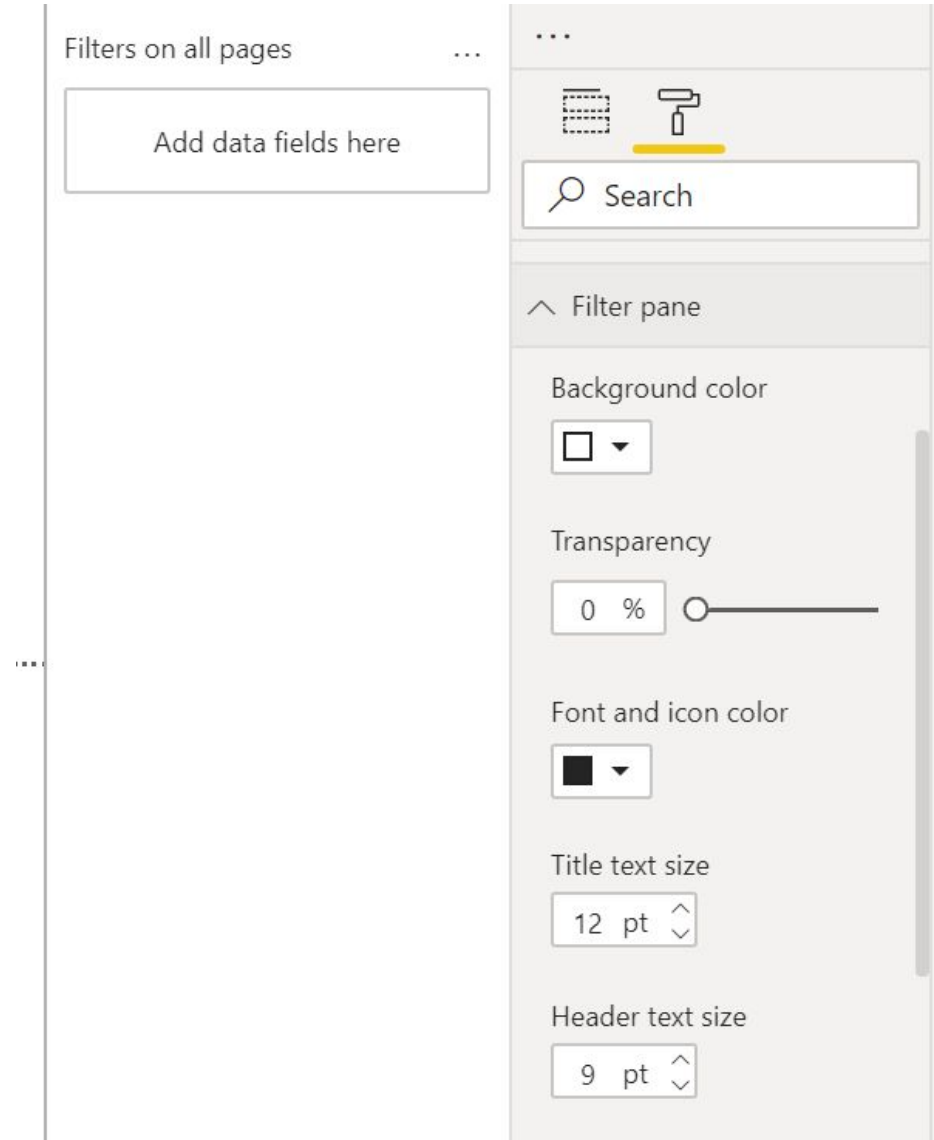 Filters on all pages
...
Add data fields here
...
Search
Filter pane
Background color
Transparency
0 %
Font and icon color
Title text size
12 pt
Header text size
9 pt